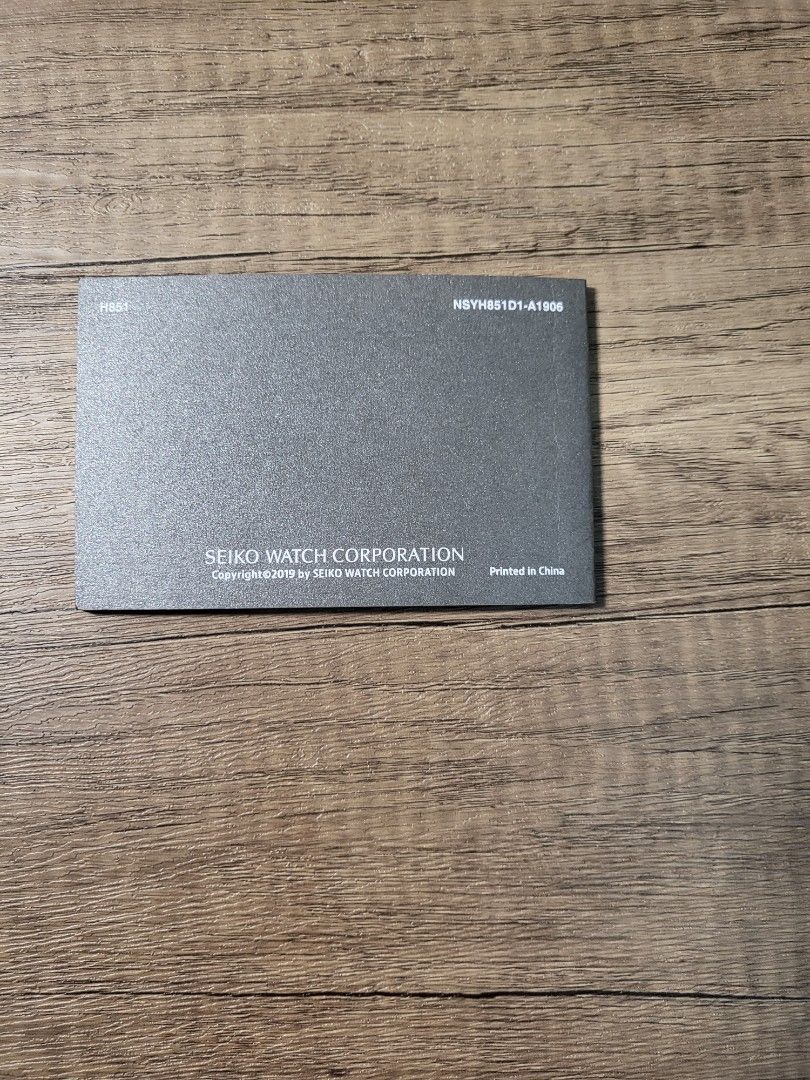 H851
NSYH851D1-A1906
SEIKO WATCH CORPORATION
Copyright©2019 by SEIKO WATCH CORPORATION
Printed in China